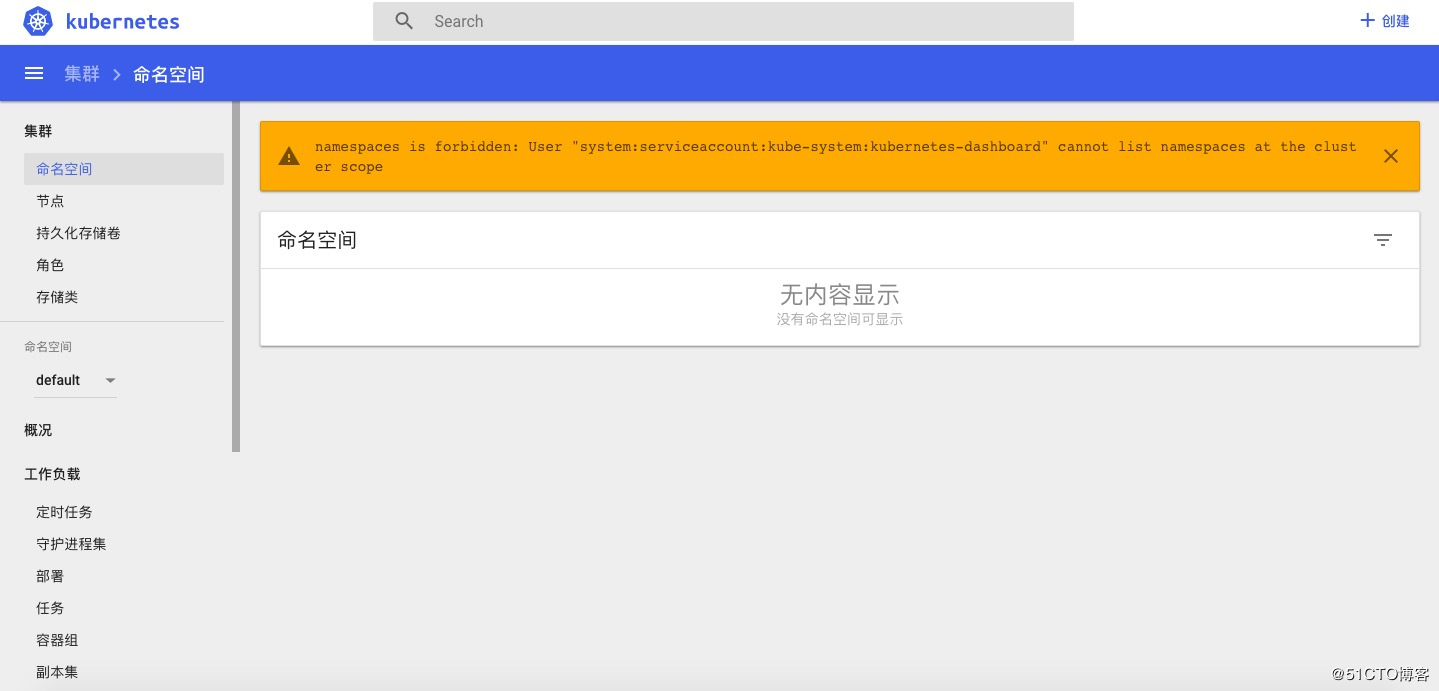 kubernetes
Search
创建
集群
命名空间
集群
命名空间
节点
持久化存储卷
角色
存储类
命名空间
default
概况
工作负载
定时任务
守护进程集
部署
任务
容器组
副本集
namespaces is forbidden: User "system:serviceaccount:kube-system:kubernetes-dashboard" cannot list namespaces at the clust
er scope
命名空间
无内容显示
没有命名空间可显示
@51CTO博客